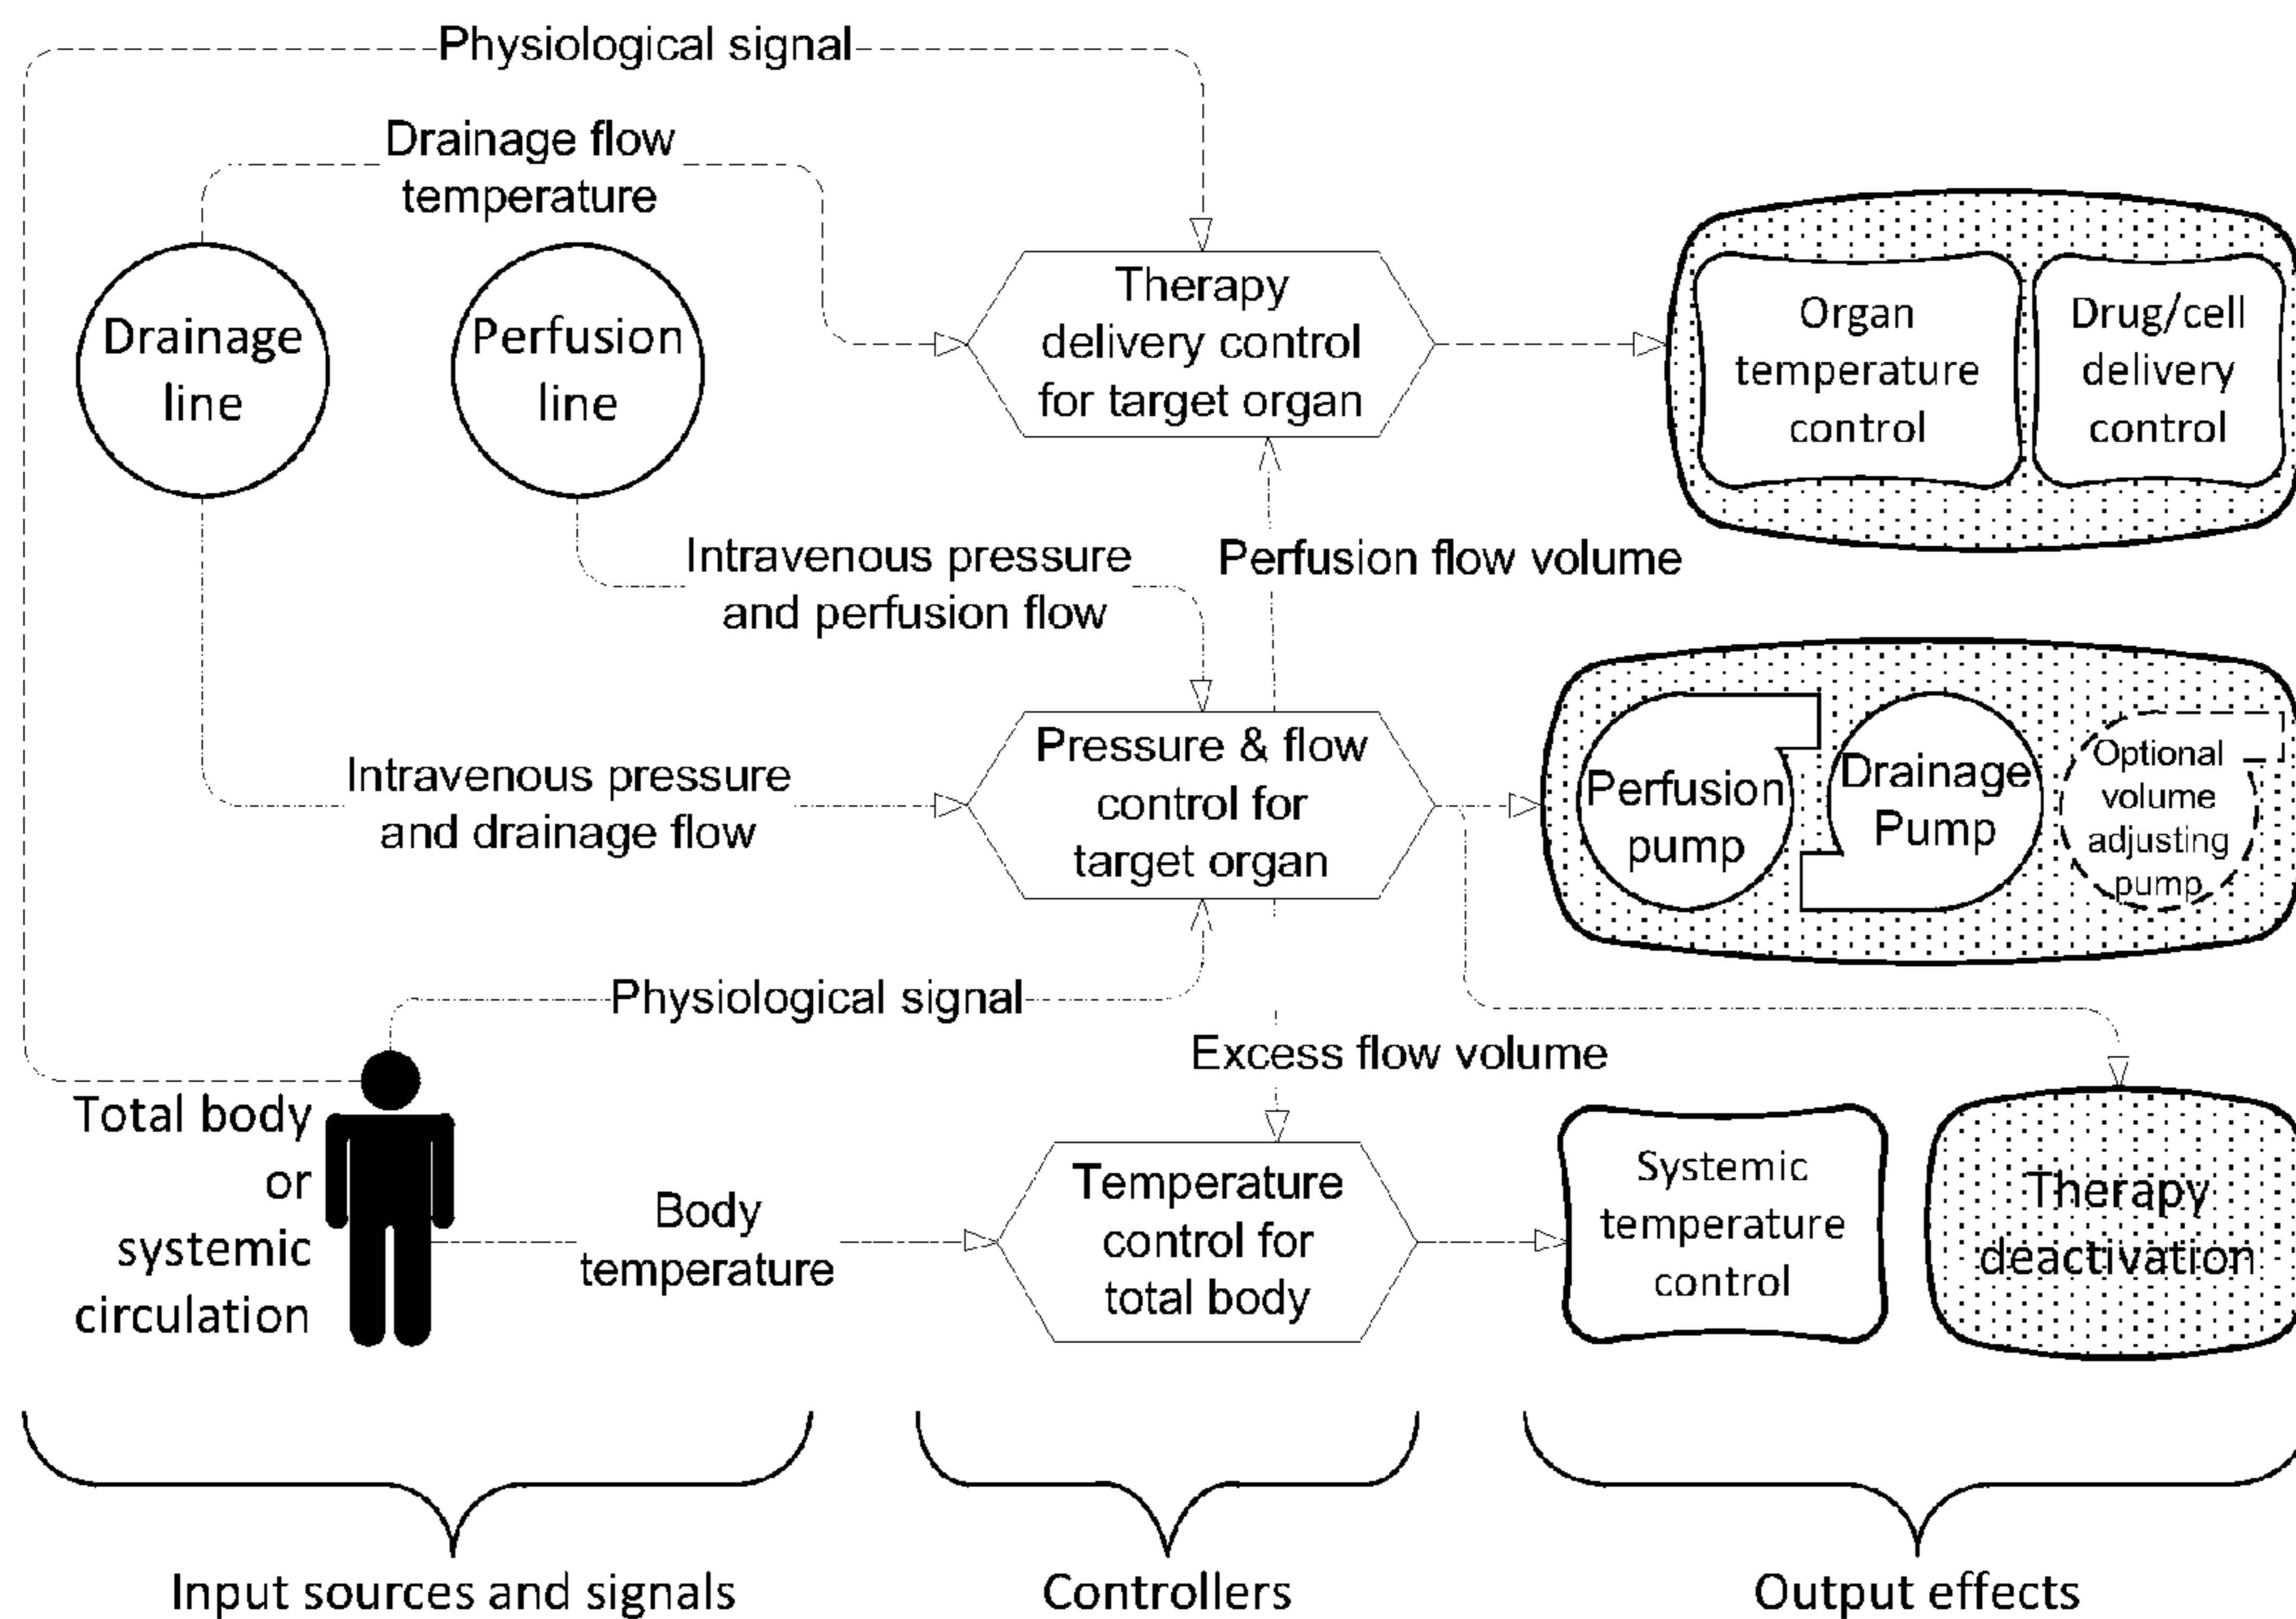 Physiological signal
Drainage flow
temperature
Drainage
line
Perfusion
line
Therapy
delivery control
for target organ
Organ
temperature
control
Drug/cell
delivery
control
Intravenous pressure
and perfusion flow
Perfusion flow volume
Intravenous pressure
and drainage flow
Pressure & flow
control for
target organ
Perfusion
pump
Drainage
Pump
Optional
volume
adjusting
pump
Physiological signal
Excess flow volume
Total body
or
systemic
circulation
Body
temperature
Temperature
control for
total body
Systemic
temperature
control
Therapy
deactivation
Input sources and signals
Controllers
Output effects